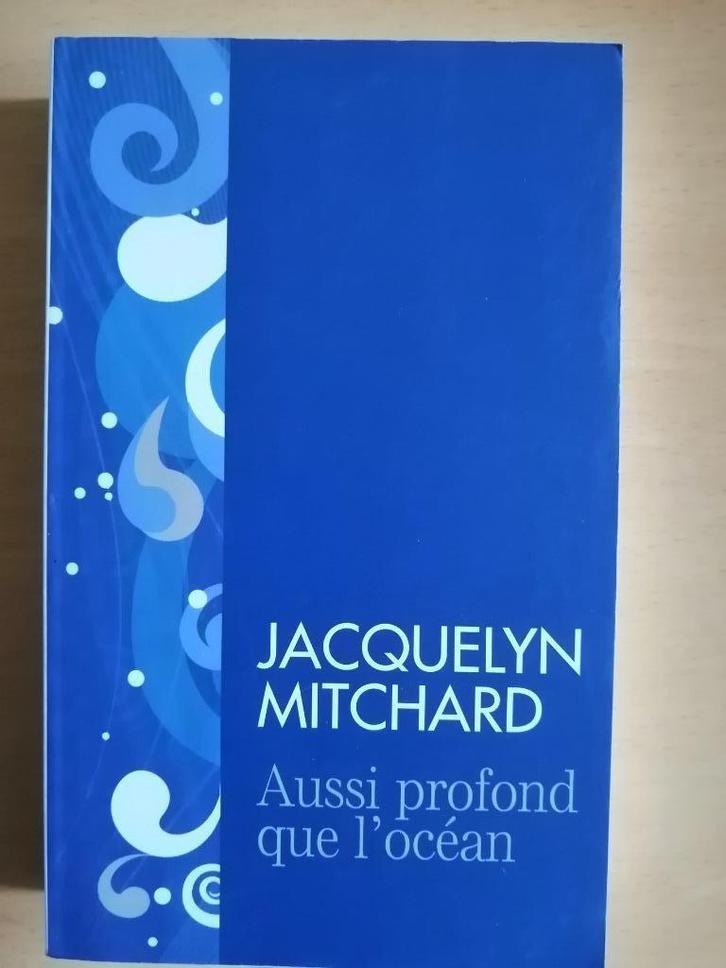 JACQUELYN
MITCHARD
Aussi profond
que l'océan